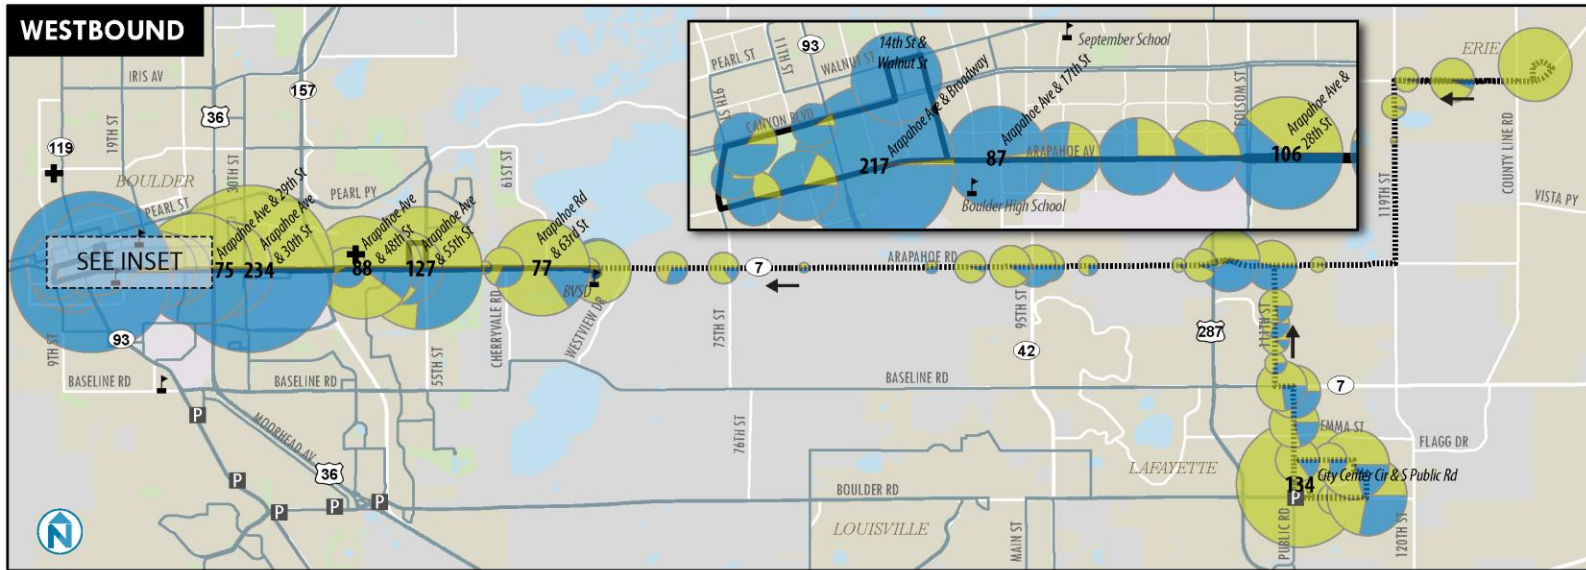 WESTBOUND
IRIS AV
157
36
119
19TH ST
30TH ST
BOULDER
PEARL ST
PEARL PY
61ST ST
SEE INSET
Arapahoe Ave & 29th St
75
Arapahoe Ave
& 30th St
234
Arapahoe Ave
& 48th St
88
Arapahoe Ave
& 55th St
127
Arapahoe Rd
& 63rd St
77
BVSD
7
ARAPAHOE RD
93
9TH ST
BASELINE RD
BASELINE RD
55TH ST
CHERRYVALE RD
WESTVIEW DR
75TH ST
95TH ST
42
287
111TH ST
BASELINE RD
7
P
MOORHEAD AV
36
P
P
P
P
76TH ST
BOULDER RD
LOUISVILLE
MAIN ST
LAFAYETTE
EMMA ST
FLAGG DR
134
City Center Cir & S Public Rd
P
PUBLIC RD
120TH ST
N
PEARL ST
11TH ST
93
WALNUT ST
14th St &
Walnut St
9TH ST
CANYON BLVD
217
Arapahoe Ave & Broadway
87
Arapahoe Ave & 17th St
ARAPAHOE AV
Boulder High School
September School
FOLSOM ST
106
Arapahoe Ave &
28th St
ERIE
119TH ST
COUNTY LINE RD
VISTA PY